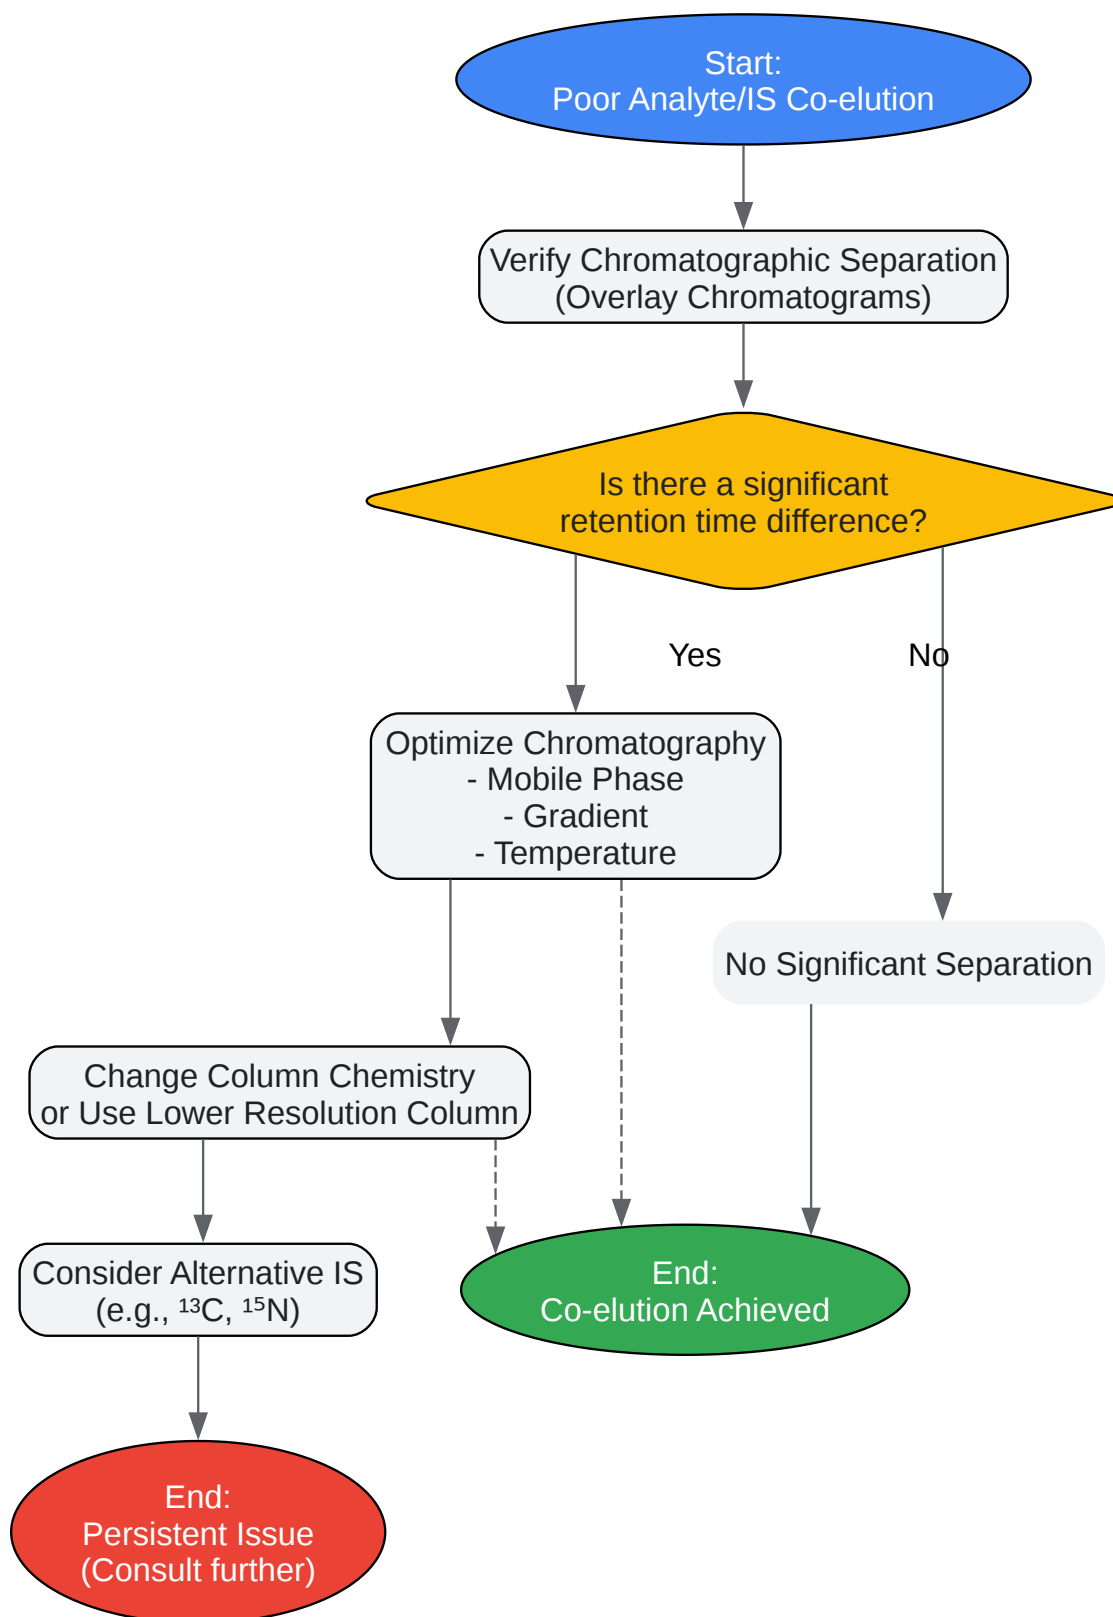 Start:
Poor Analyte/IS Co-elution
Verify Chromatographic Separation
(Overlay Chromatograms)
Is there a significant
retention time difference?
Yes
No
Optimize Chromatography
- Mobile Phase
- Gradient
- Temperature
No Significant Separation
Change Column Chemistry
or Use Lower Resolution Column
Consider Alternative IS
(e.g., ¹³C, ¹⁵N)
End:
Co-elution Achieved
End:
Persistent Issue
(Consult further)